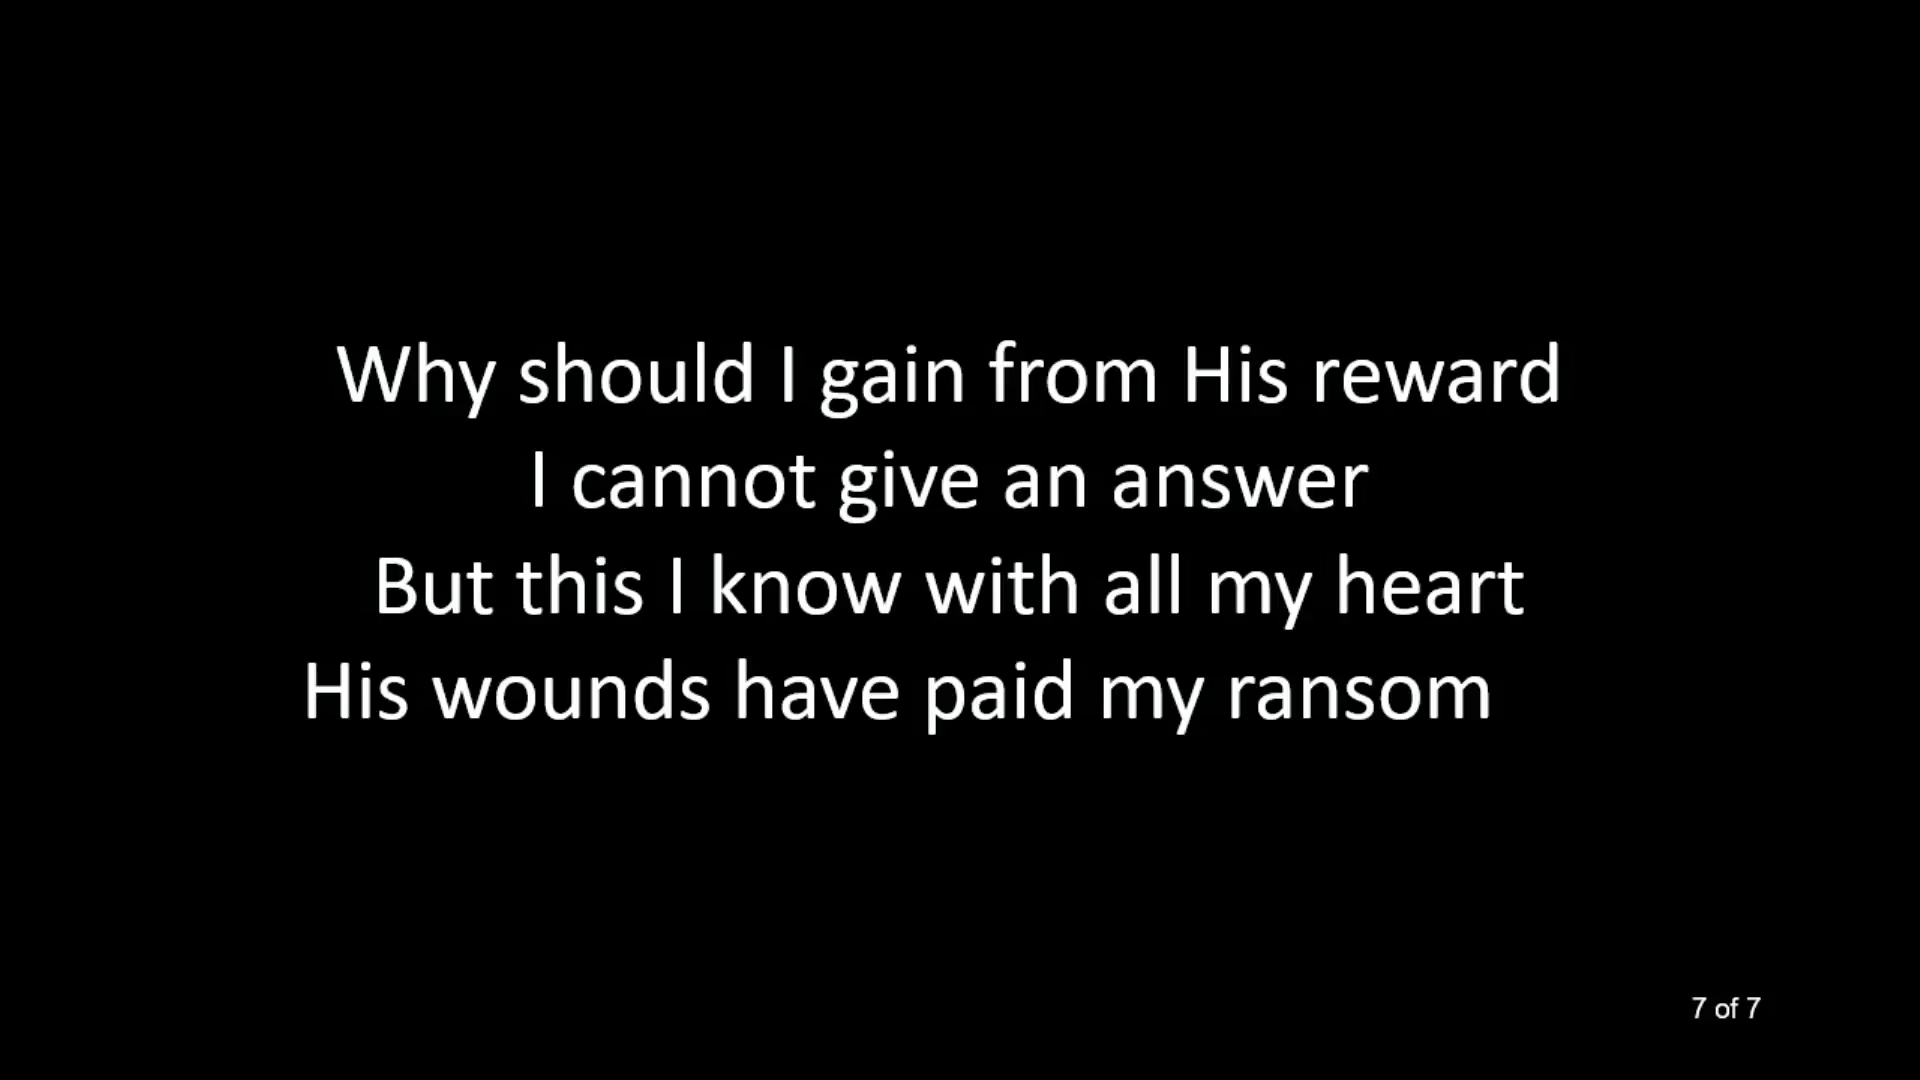 Why should I gain from His reward
I cannot give an answer
But this I know with all my heart
His wounds have paid my ransom
7 of 7